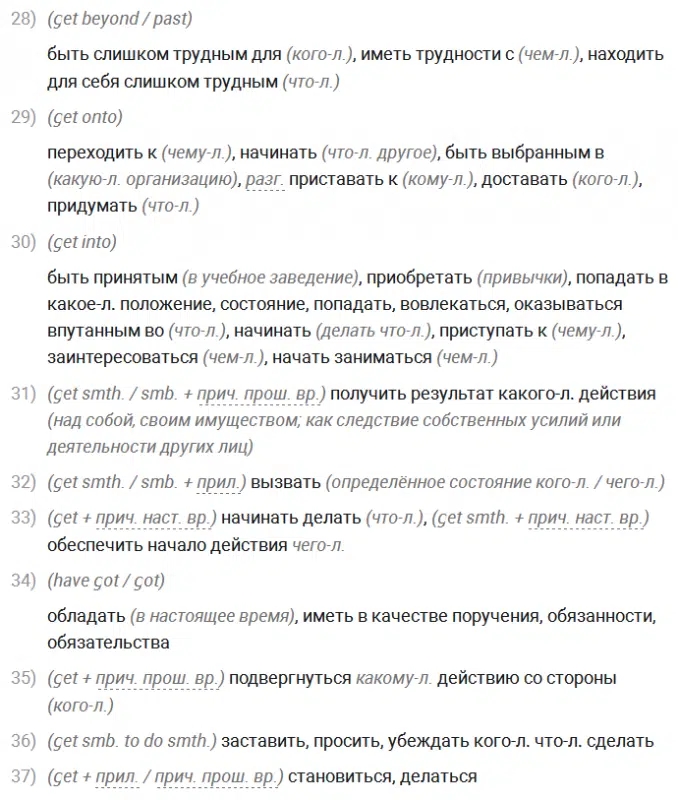 28) (get beyond / past)
быть слишком трудным для (кого-л.), иметь трудности с (чем-л.), находить
для себя слишком трудным (что-л.)
29) (get onto)
переходить к (чему-л.), начинать (что-л. другое), быть выбранным в
(какую-л. организацию), разг. приставать к (кому-л.), доставать (кого-л.),
придумать (что-л.)
30) (get into)
быть принятым (в учебное заведение), приобретать (привычки), попадать в
какое-л. положение, состояние, попадать, вовлекаться, оказываться
впутанным во (что-л.), начинать (делать что-л.), приступать к (чему-л.),
заинтересоваться (чем-л.), начать заниматься (чем-л.)
31) (get smth. / smb. + прич. прош. вр.) получить результат какого-л. действия
(над собой, своим имуществом; как следствие собственных усилий или
деятельности других лиц)
32) (get smth. / smb. + прил.) вызвать (определённое состояние кого-л. / чего-л.)
33) (get + прич. наст. вр.) начинать делать (что-л.), (get smth. + прич. наст. вр.)
обеспечить начало действия чего-л.
34) (have got / got)
обладать (в настоящее время), иметь в качестве поручения, обязанности,
обязательства
35) (get + прич. прош. вр.) подвергнуться какому-л. действию со стороны
(кого-л.)
36) (get smb. to do smth.) заставить, просить, убеждать кого-л. что-л. сделать
37) (get + прил. / прич. прош. вр.) становиться, делаться